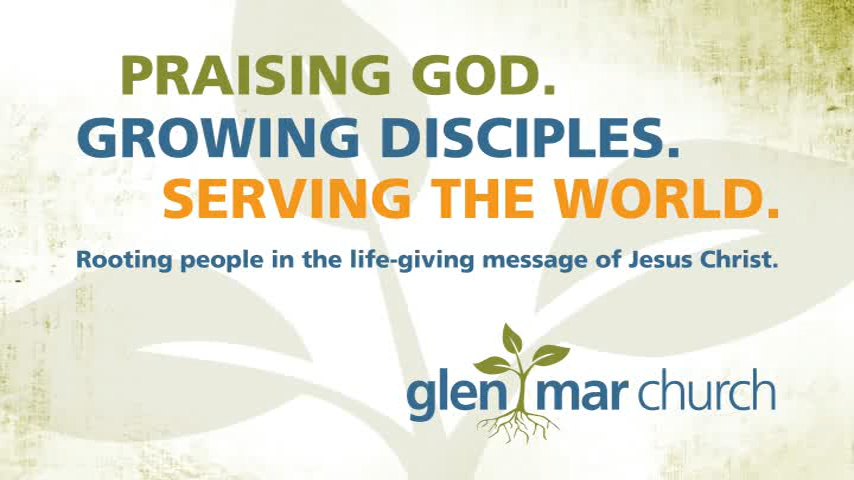 PRAISING GOD.
GROWING DISCIPLES.
SERVING THE WORLD.
Rooting people in the life-giving message of Jesus Christ.
glen mar church